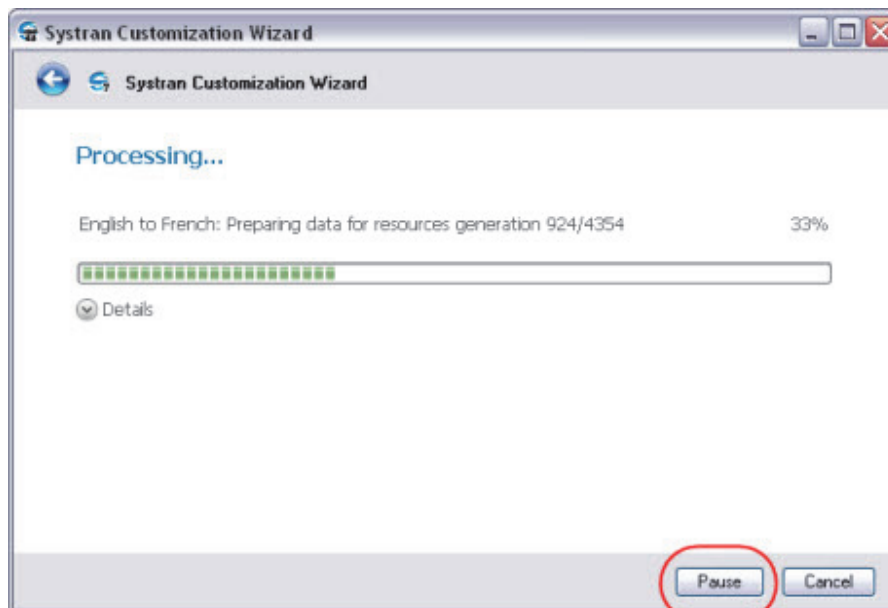 Systran Customization Wizard
Systran Customization Wizard
Processing...
English to French: Preparing data for resources generation 924/4354 33%
Details
Pause Cancel